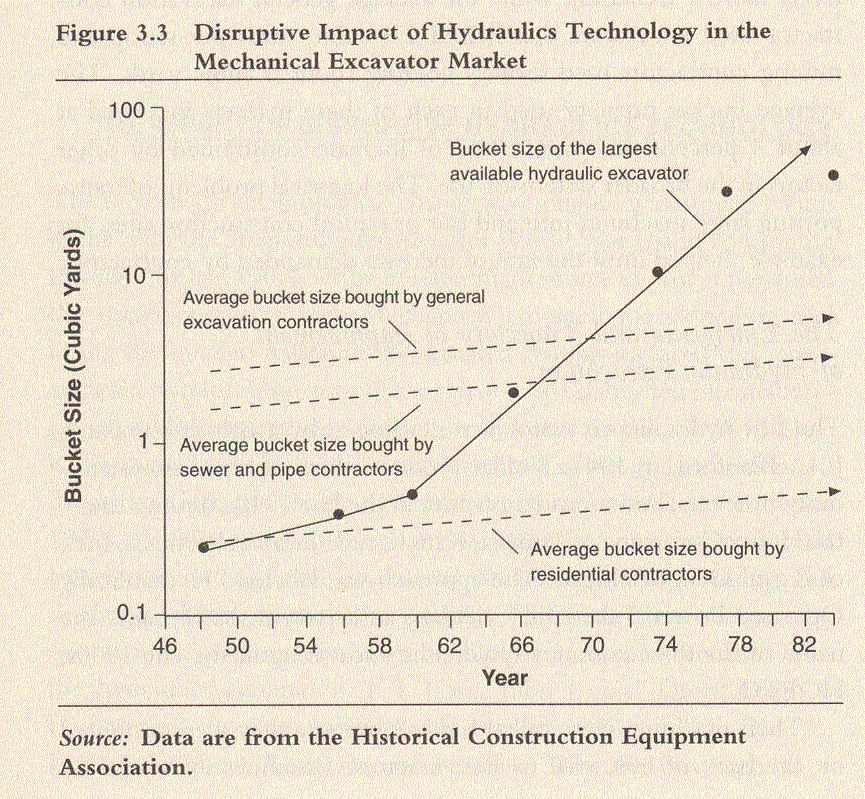 Figure 3.3 Disruptive Impact of Hydraulics Technology in the
Mechanical Excavator Market
100
Bucket size of the largest
available hydraulic excavator
Bucket Size (Cubic Yards)
10
Average bucket size bought by general
excavation contractors
1
Average bucket size bought by
sewer and pipe contractors
Average bucket size bought by
residential contractors
0.1
46 50 54 58 62 66 70 74 78 82
Year
Source: Data are from the Historical Construction Equipment
Association.